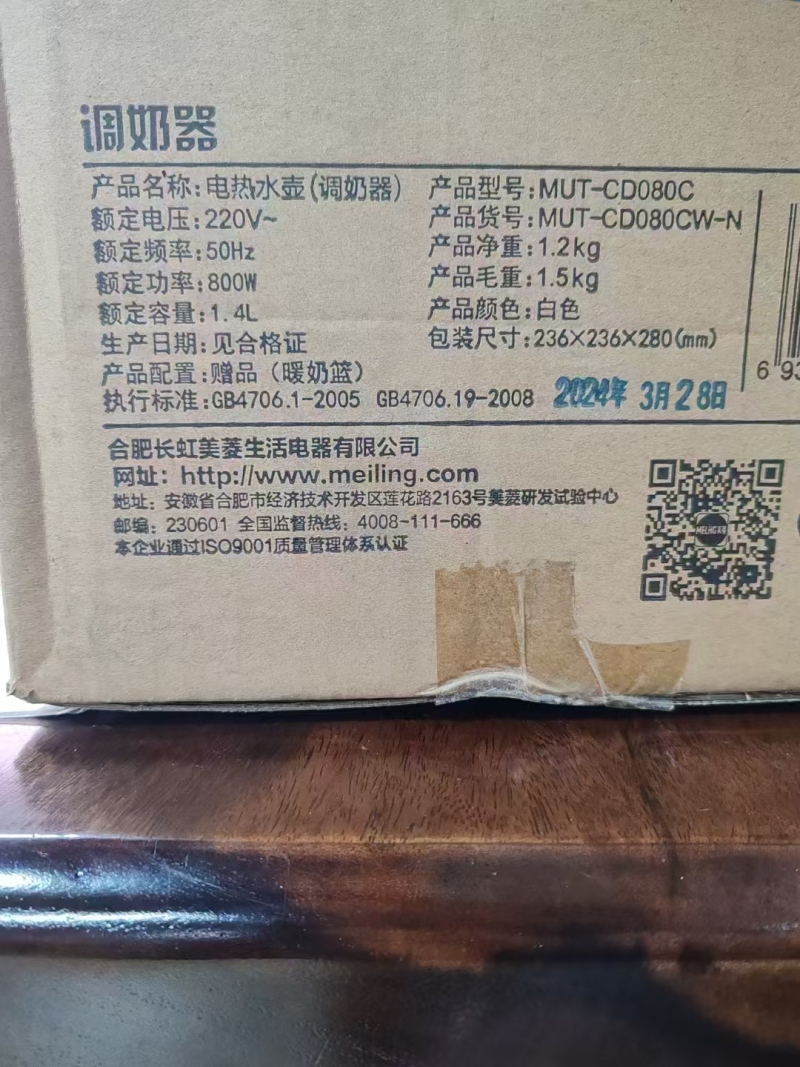 调奶器
产品名称:电热水壶(调奶器) 产品型号:MUT-CD080C
额定电压:220V~ 产品货号:MUT-CD080CW-N
额定频率:50Hz 产品净重:1.2kg
额定功率:800W 产品毛重:1.5kg
额定容量:1.4L 产品颜色:白色
生产日期:见合格证 包装尺寸:236×236×280(mm)
产品配置:赠品（暖奶篮）
执行标准:GB4706.1-2005 GB4706.19-2008 2024年 3月28日
6 93
合肥长虹美菱生活电器有限公司
网址：http://www.meiling.com
地址：安徽省合肥市经济技术开发区莲花路2163号美菱研发试验中心
邮编：230601 全国监督热线：4008-111-666
本企业通过ISO9001质量管理体系认证